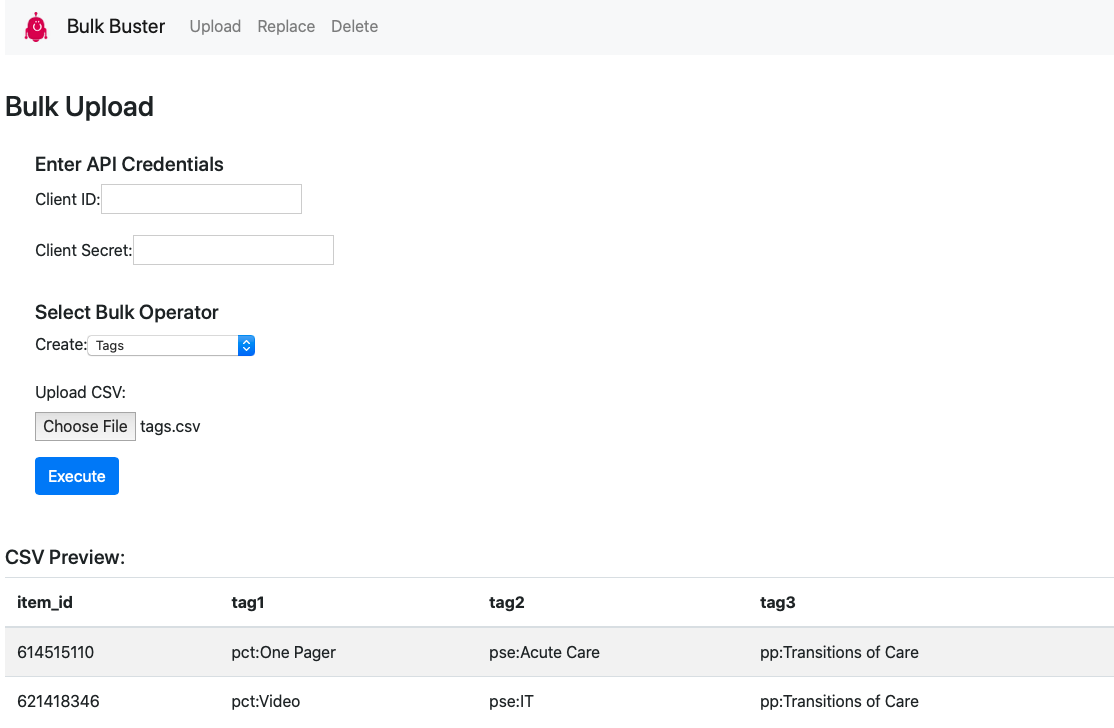 Bulk Buster Upload Replace Delete
Bulk Upload
Enter API Credentials
Client ID:
Client Secret:
Select Bulk Operator
Create: Tags
Upload CSV:
Choose File tags.csv
Execute
CSV Preview:
item_id tag1 tag2 tag3
614515110 pct:One Pager pse:Acute Care pp:Transitions of Care
621418346 pct:Video pse:IT pp:Transitions of Care